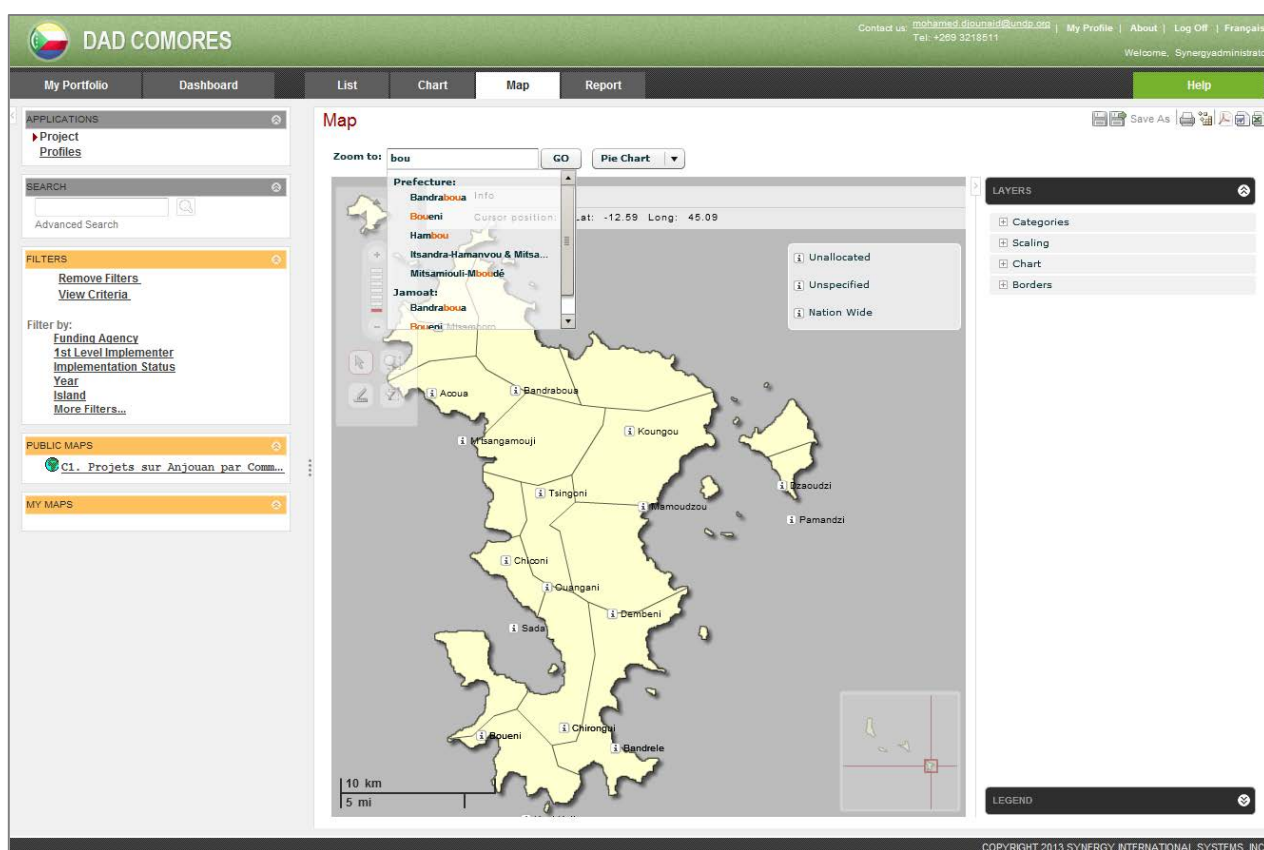 DAD COMORES
Contact us: mohamed.djounaid@undp.org | My Profile | About | Log Off | Français
Tel: +269 3218511
Welcome, Synergyadministrato
My Portfolio Dashboard List Chart Map Report Help
APPLICATIONS
Project
Profiles
SEARCH
Advanced Search
FILTERS
Remove Filters
View Criteria
Filter by:
Funding Agency
1st Level Implementer
Implementation Status
Year
Island
More Filters...
PUBLIC MAPS
C1. Projets sur Anjouan par Comm...
MY MAPS
Map
Save As
Zoom to: bou GO Pie Chart
Prefecture:
Bandraboua
Boueni
Hambou
Itsandra-Hamanvou & Mitsa...
Mitsamiouli-Mboudé
Jamoat:
Bandraboua
Boueni
Info
Cursor position: Lat: -12.59 Long: 45.09
Unallocated
Unspecified
Nation Wide
Acoua
Bandraboua
Koungou
Mtsangamouji
Dzaoudzi
Tsingoni
Mamoudzou
Pamandzi
Chiconi
Ouangani
Dembeni
Sada
Chirongui
Boueni
Bandrele
10 km
5 mi
LAYERS
Categories
Scaling
Chart
Borders
LEGEND
COPYRIGHT 2013 SYNERGY INTERNATIONAL SYSTEMS, INC